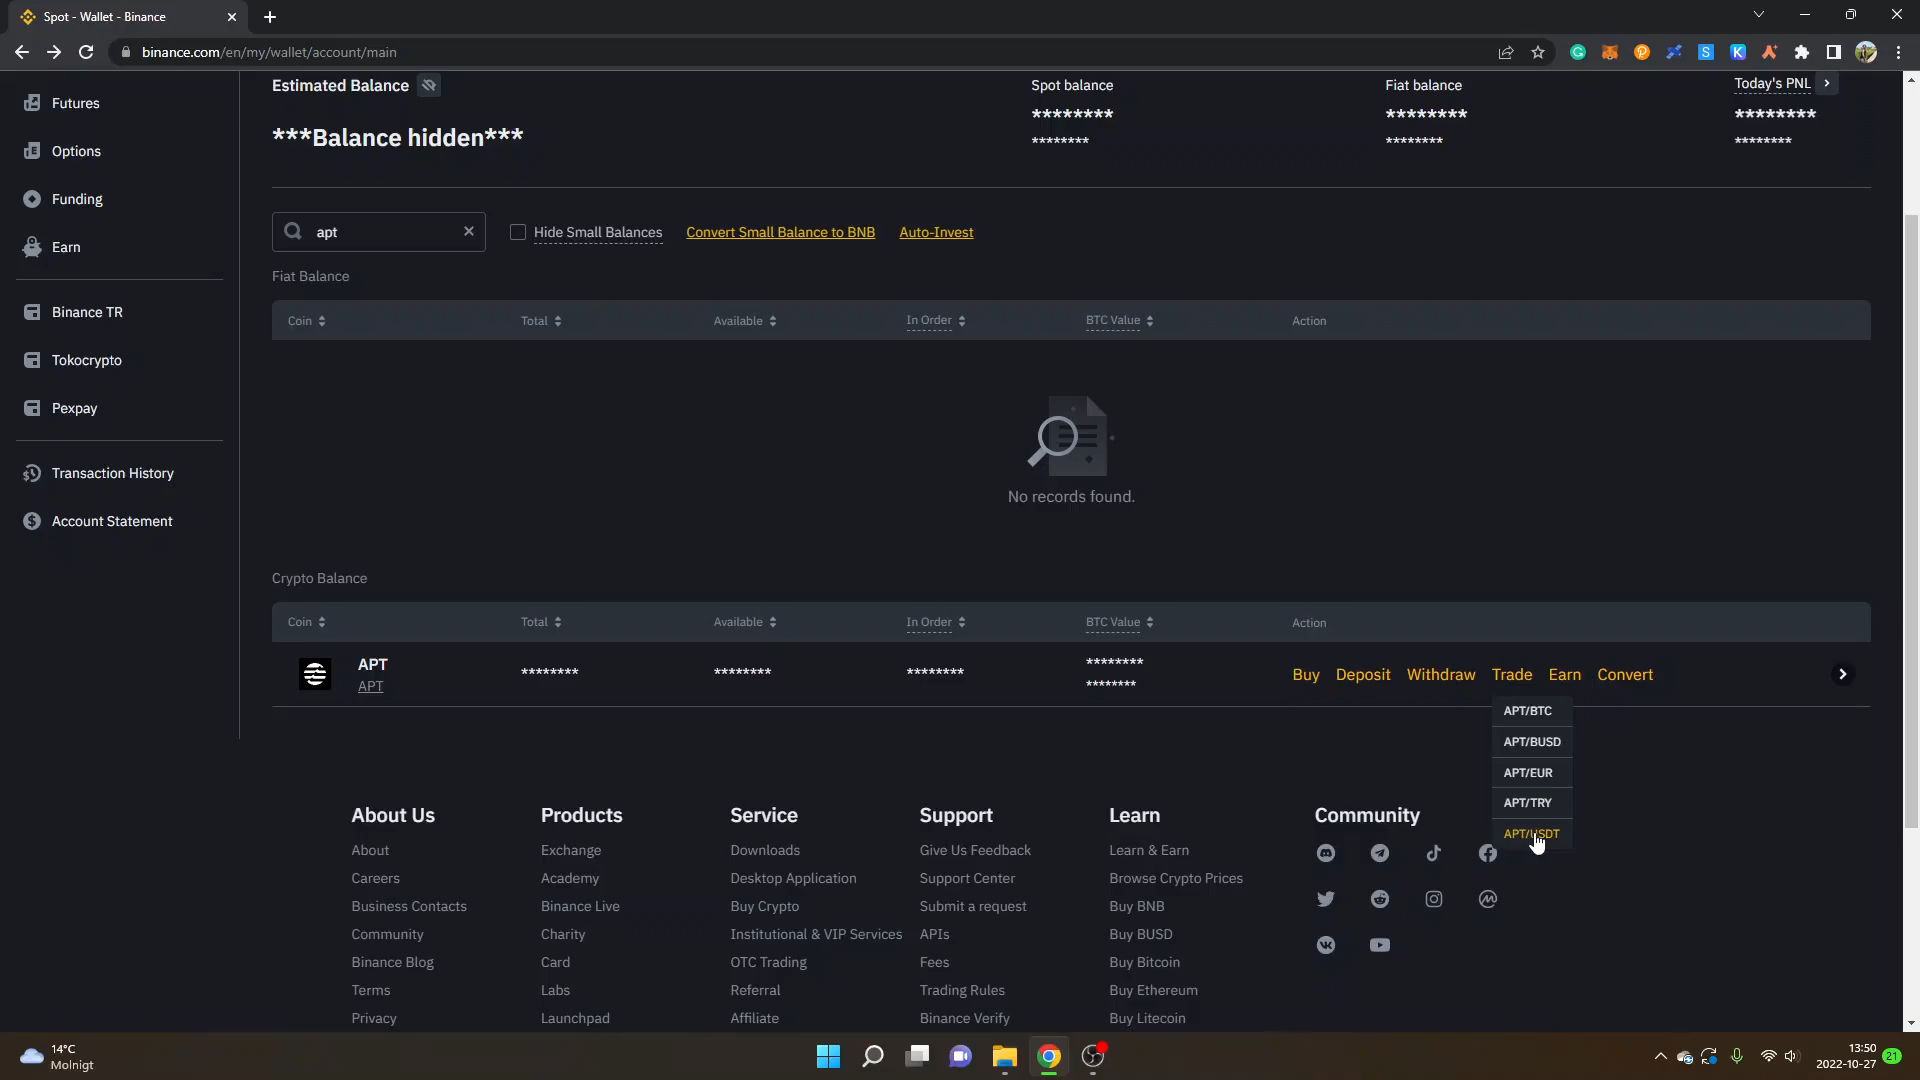 Spot - Wallet - Binance
binance.com/en/my/wallet/account/main
Estimated Balance
Spot balance
Fiat balance
Today's PNL
***Balance hidden***
********
********
********
********
********
********
Futures
Options
Funding
Earn
Binance TR
Tokocrypto
Pexpay
Transaction History
Account Statement
apt
Hide Small Balances
Convert Small Balance to BNB
Auto-Invest
Fiat Balance
Coin Total Available In Order BTC Value Action
No records found.
Crypto Balance
Coin Total Available In Order BTC Value Action
APT
APT
******** ******** ******** ********
********
Buy Deposit Withdraw Trade Earn Convert
APT/BTC
APT/BUSD
APT/EUR
APT/TRY
APT/USDT
About Us
About
Careers
Business Contacts
Community
Binance Blog
Terms
Privacy
Products
Exchange
Academy
Binance Live
Charity
Card
Labs
Launchpad
Service
Downloads
Desktop Application
Buy Crypto
Institutional & VIP Services
OTC Trading
Referral
Affiliate
Support
Give Us Feedback
Support Center
Submit a request
APIs
Fees
Trading Rules
Binance Verify
Learn
Learn & Earn
Browse Crypto Prices
Buy BNB
Buy BUSD
Buy Bitcoin
Buy Ethereum
Buy Litecoin
Community
14°C
Molnigt
13:50
2022-10-27
21